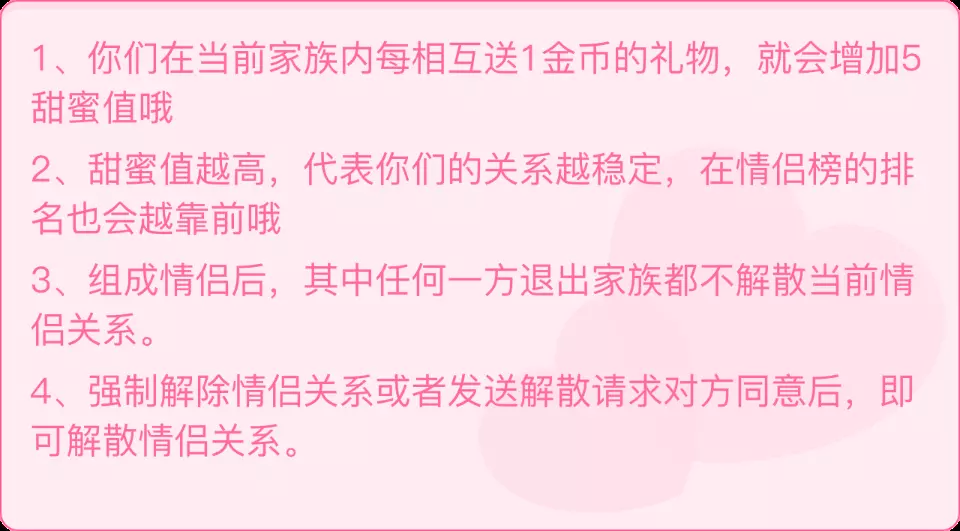 1、你们在当前家族内每相互送1金币的礼物，就会增加5
甜蜜值哦
2、甜蜜值越高，代表你们的关系越稳定，在情侣榜的排
名也会越靠前哦
3、组成情侣后，其中任何一方退出家族都不解散当前情
侣关系。
4、强制解除情侣关系或者发送解散请求对方同意后，即
可解散情侣关系。